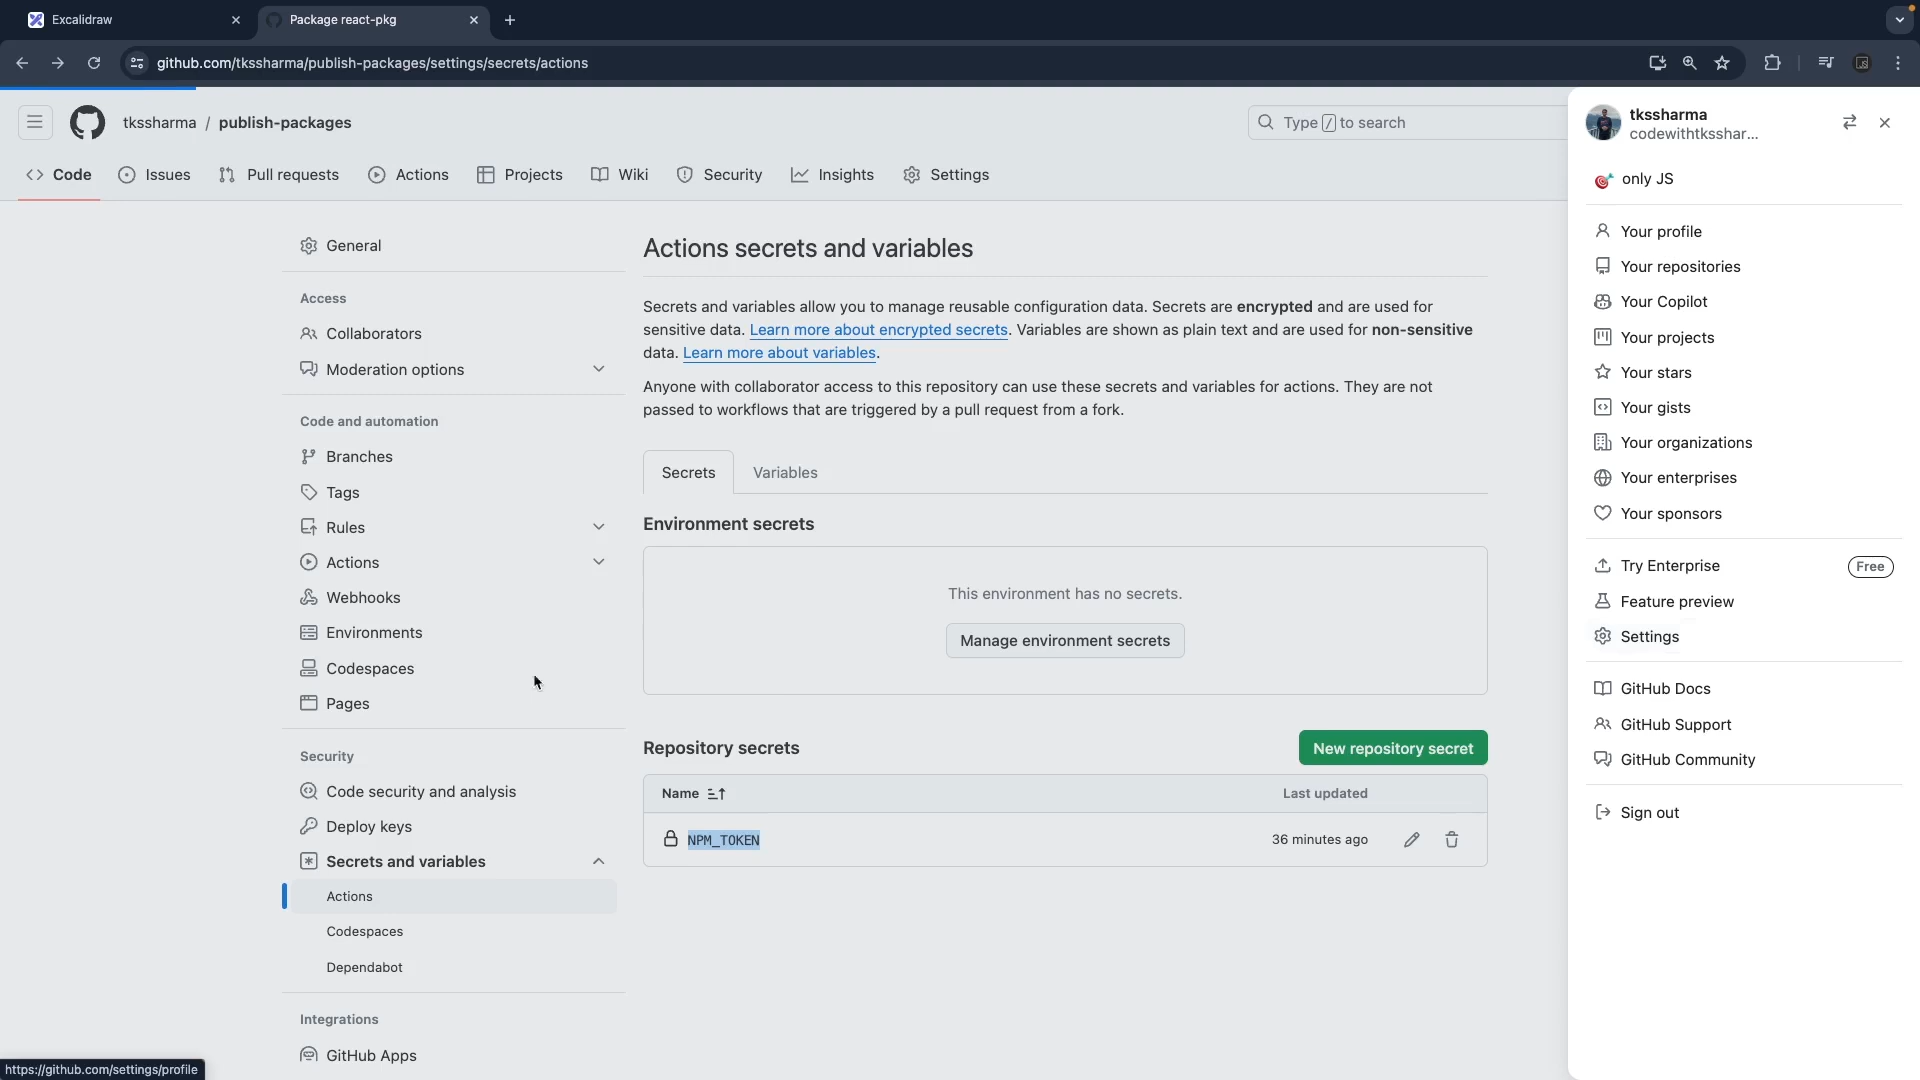 Excalidraw
Package react-pkg
github.com/tkssharma/publish-packages/settings/secrets/actions
tkssharma / publish-packages
Type / to search
Code
Issues
Pull requests
Actions
Projects
Wiki
Security
Insights
Settings
General
Access
Collaborators
Moderation options
Code and automation
Branches
Tags
Rules
Actions
Webhooks
Environments
Codespaces
Pages
Security
Code security and analysis
Deploy keys
Secrets and variables
Actions
Codespaces
Dependabot
Integrations
GitHub Apps
https://github.com/settings/profile
Actions secrets and variables
Secrets and variables allow you to manage reusable configuration data. Secrets are encrypted and are used for
sensitive data. Learn more about encrypted secrets. Variables are shown as plain text and are used for non-sensitive
data. Learn more about variables.
Anyone with collaborator access to this repository can use these secrets and variables for actions. They are not
passed to workflows that are triggered by a pull request from a fork.
Secrets
Variables
Environment secrets
This environment has no secrets.
Manage environment secrets
Repository secrets
New repository secret
Name
Last updated
NPM_TOKEN
36 minutes ago
tkssharma
codewithtksshar...
only JS
Your profile
Your repositories
Your Copilot
Your projects
Your stars
Your gists
Your organizations
Your enterprises
Your sponsors
Try Enterprise
Free
Feature preview
Settings
GitHub Docs
GitHub Support
GitHub Community
Sign out